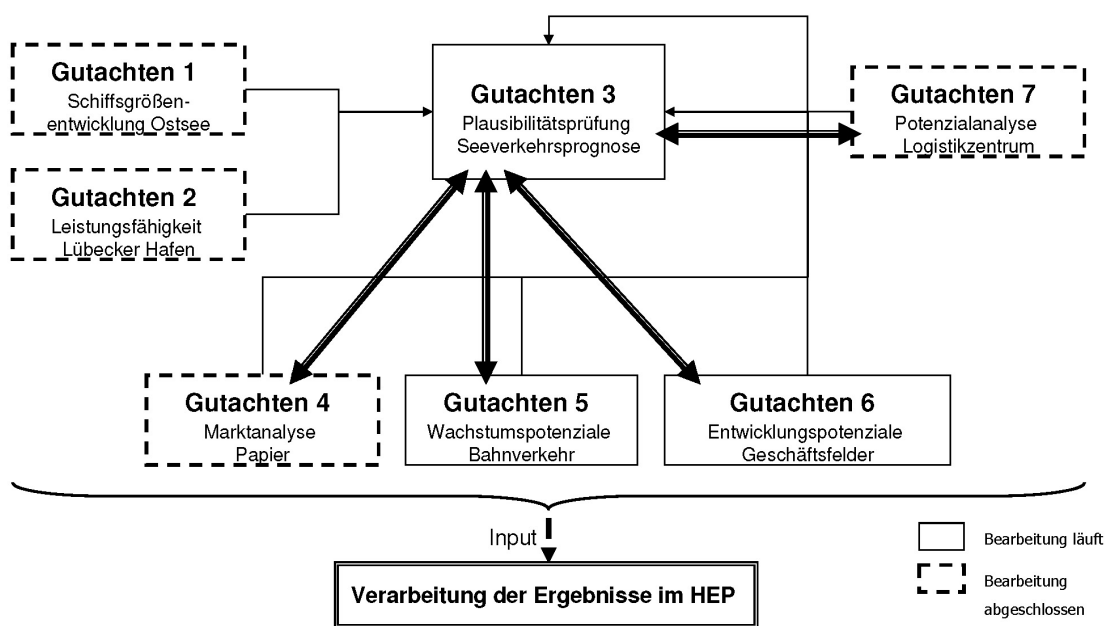 Gutachten 1
Schiffsgrößen-
entwicklung Ostsee
Gutachten 2
Leistungsfähigkeit
Lübecker Hafen
Gutachten 3
Plausibilitätsprüfung
Seeverkehrsprognose
Gutachten 7
Potenzialanalyse
Logistikzentrum
Gutachten 4
Marktanalyse
Papier
Gutachten 5
Wachstumspotenziale
Bahnverkehr
Gutachten 6
Entwicklungspotenziale
Geschäftsfelder
Input
Verarbeitung der Ergebnisse im HEP
Bearbeitung läuft
Bearbeitung
abgeschlossen